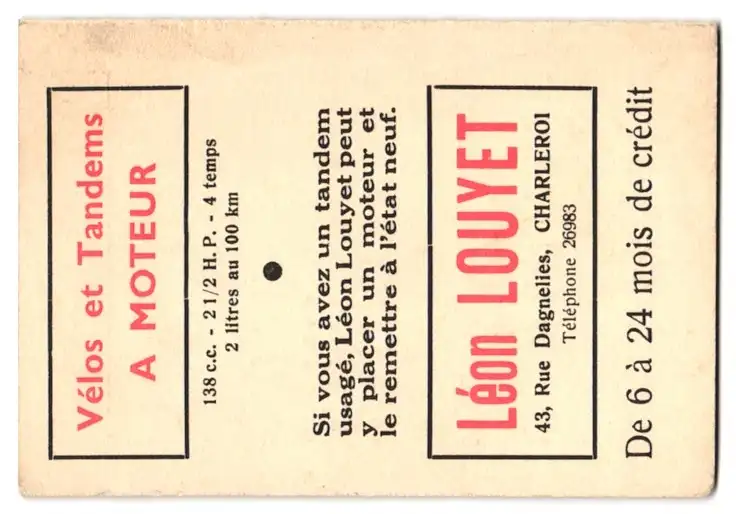 Vélos et Tandems
A MOTEUR
138 c.c. - 2 1/2 H.P. - 4 temps
2 litres au 100 km
Si vous avez un tandem
usagé, Léon Louyet peut
y placer un moteur et
le remettre à l'état neuf.
Léon LOUYET
43, Rue Dagnelies, CHARLEROI
Téléphone 26983
De 6 à 24 mois de crédit